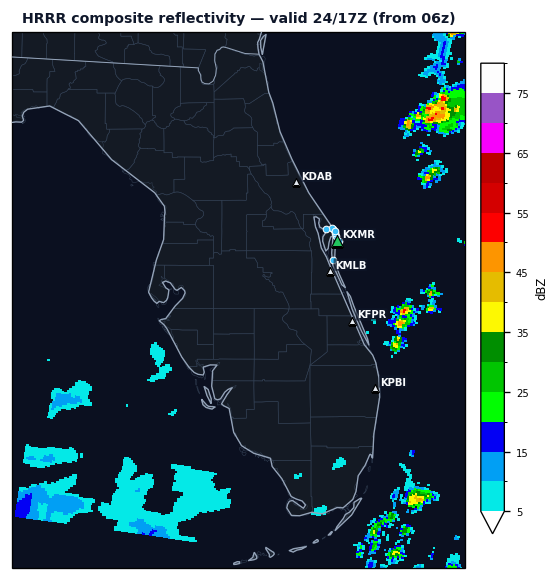 HRRR composite reflectivity — valid 24/17Z (from 06z)
KDAB
KXMR
KMLB
KFPR
KPBI
75
65
55
45
35
25
15
5
dBZ